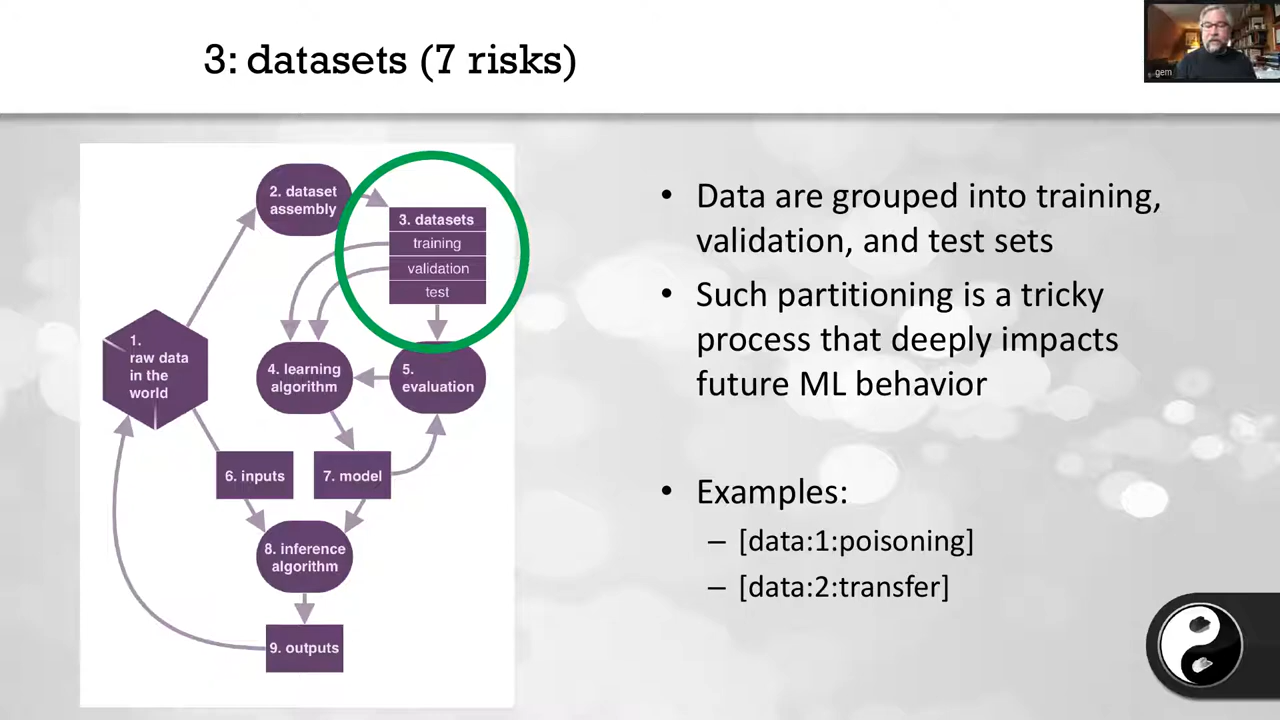 3: datasets (7 risks)
gem
2. dataset
assembly
3. datasets
training
validation
test
1.
raw data
in the
world
4. learning
algorithm
5.
evaluation
6. inputs
7. model
8. inference
algorithm
9. outputs
• Data are grouped into training,
validation, and test sets
• Such partitioning is a tricky
process that deeply impacts
future ML behavior
• Examples:
– [data:1:poisoning]
– [data:2:transfer]